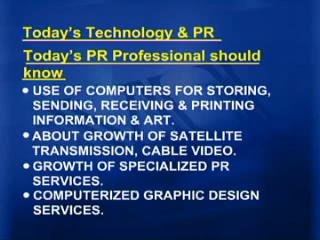 Today's Technology & PR
Today's PR Professional should
know
● USE OF COMPUTERS FOR STORING,
SENDING, RECEIVING & PRINTING
INFORMATION & ART.
● ABOUT GROWTH OF SATELLITE
TRANSMISSION, CABLE VIDEO.
● GROWTH OF SPECIALIZED PR
SERVICES.
● COMPUTERIZED GRAPHIC DESIGN
SERVICES.